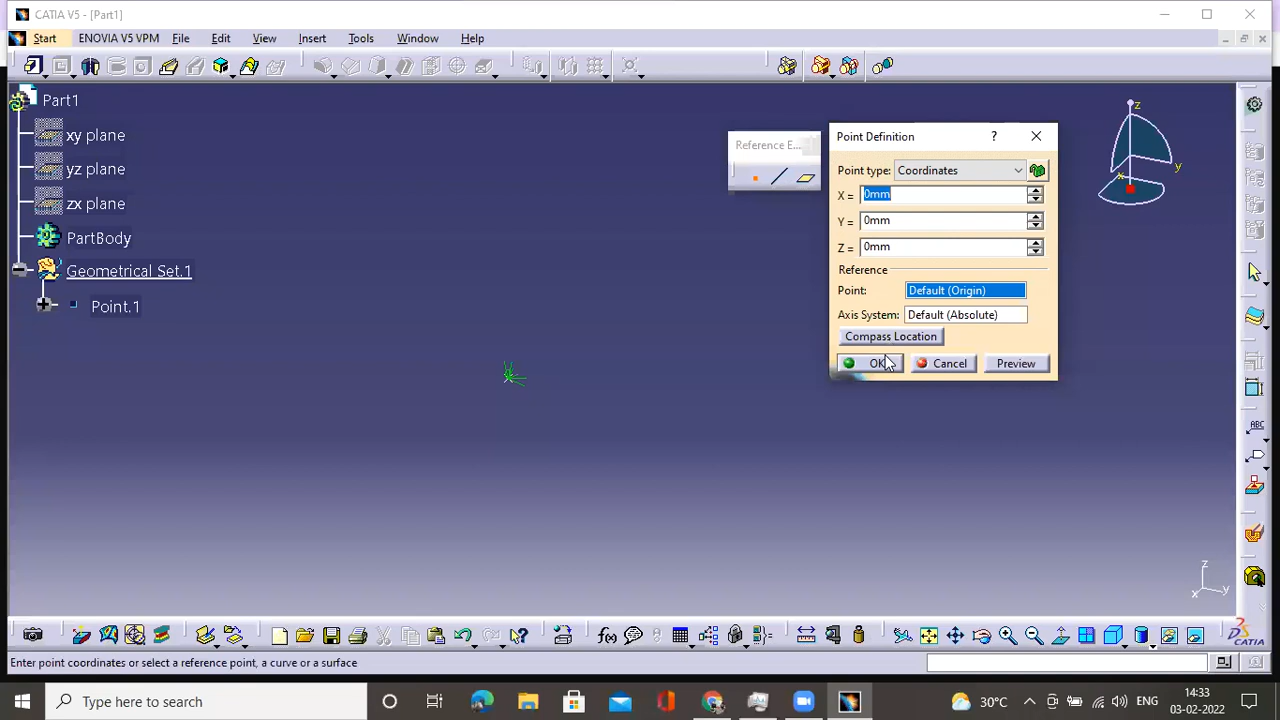 CATIA V5 - [Part1]
Start ENOVIA V5 VPM File Edit View Insert Tools Window Help
Part1
xy plane
yz plane
zx plane
PartBody
Geometrical Set.1
Point.1
Reference E...
Point Definition ?
Point type: Coordinates
X = 0mm
Y = 0mm
Z = 0mm
Reference
Point: Default (Origin)
Axis System: Default (Absolute)
Compass Location
OK Cancel Preview
z
y
x
ABC
z
x y
f(x)
CATIA
Enter point coordinates or select a reference point, a curve or a surface
Type here to search
30°C
ENG
14:33
03-02-2022